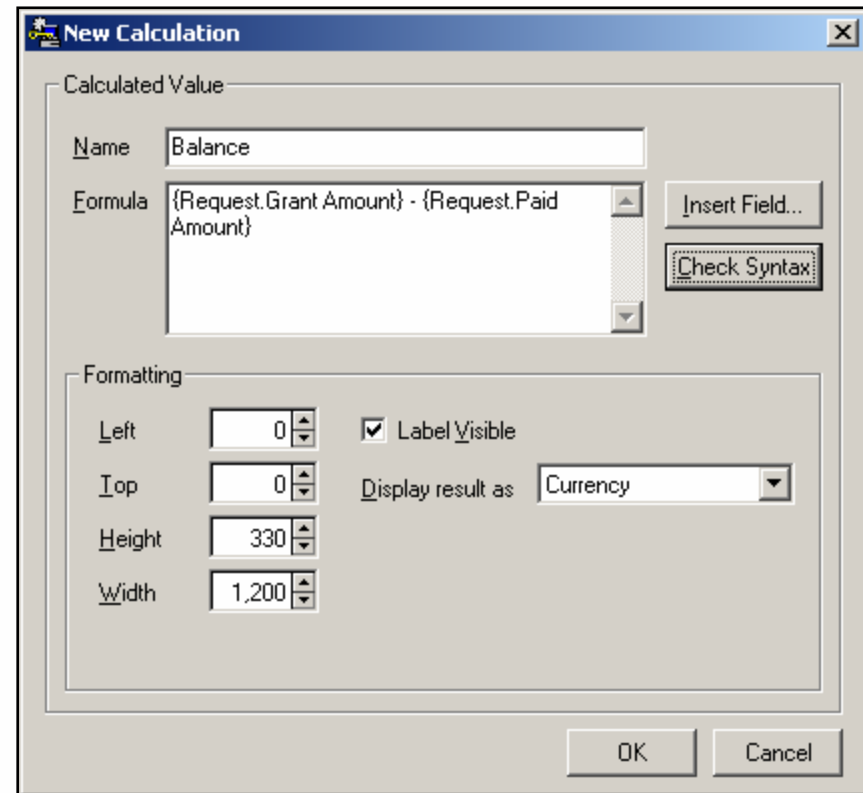 New Calculation
Calculated Value
Name Balance
Formula {Request.Grant Amount} - {Request.Paid
Amount}
Insert Field...
Check Syntax
Formatting
Left 0
Label Visible
Top 0
Display result as Currency
Height 330
Width 1,200
OK Cancel